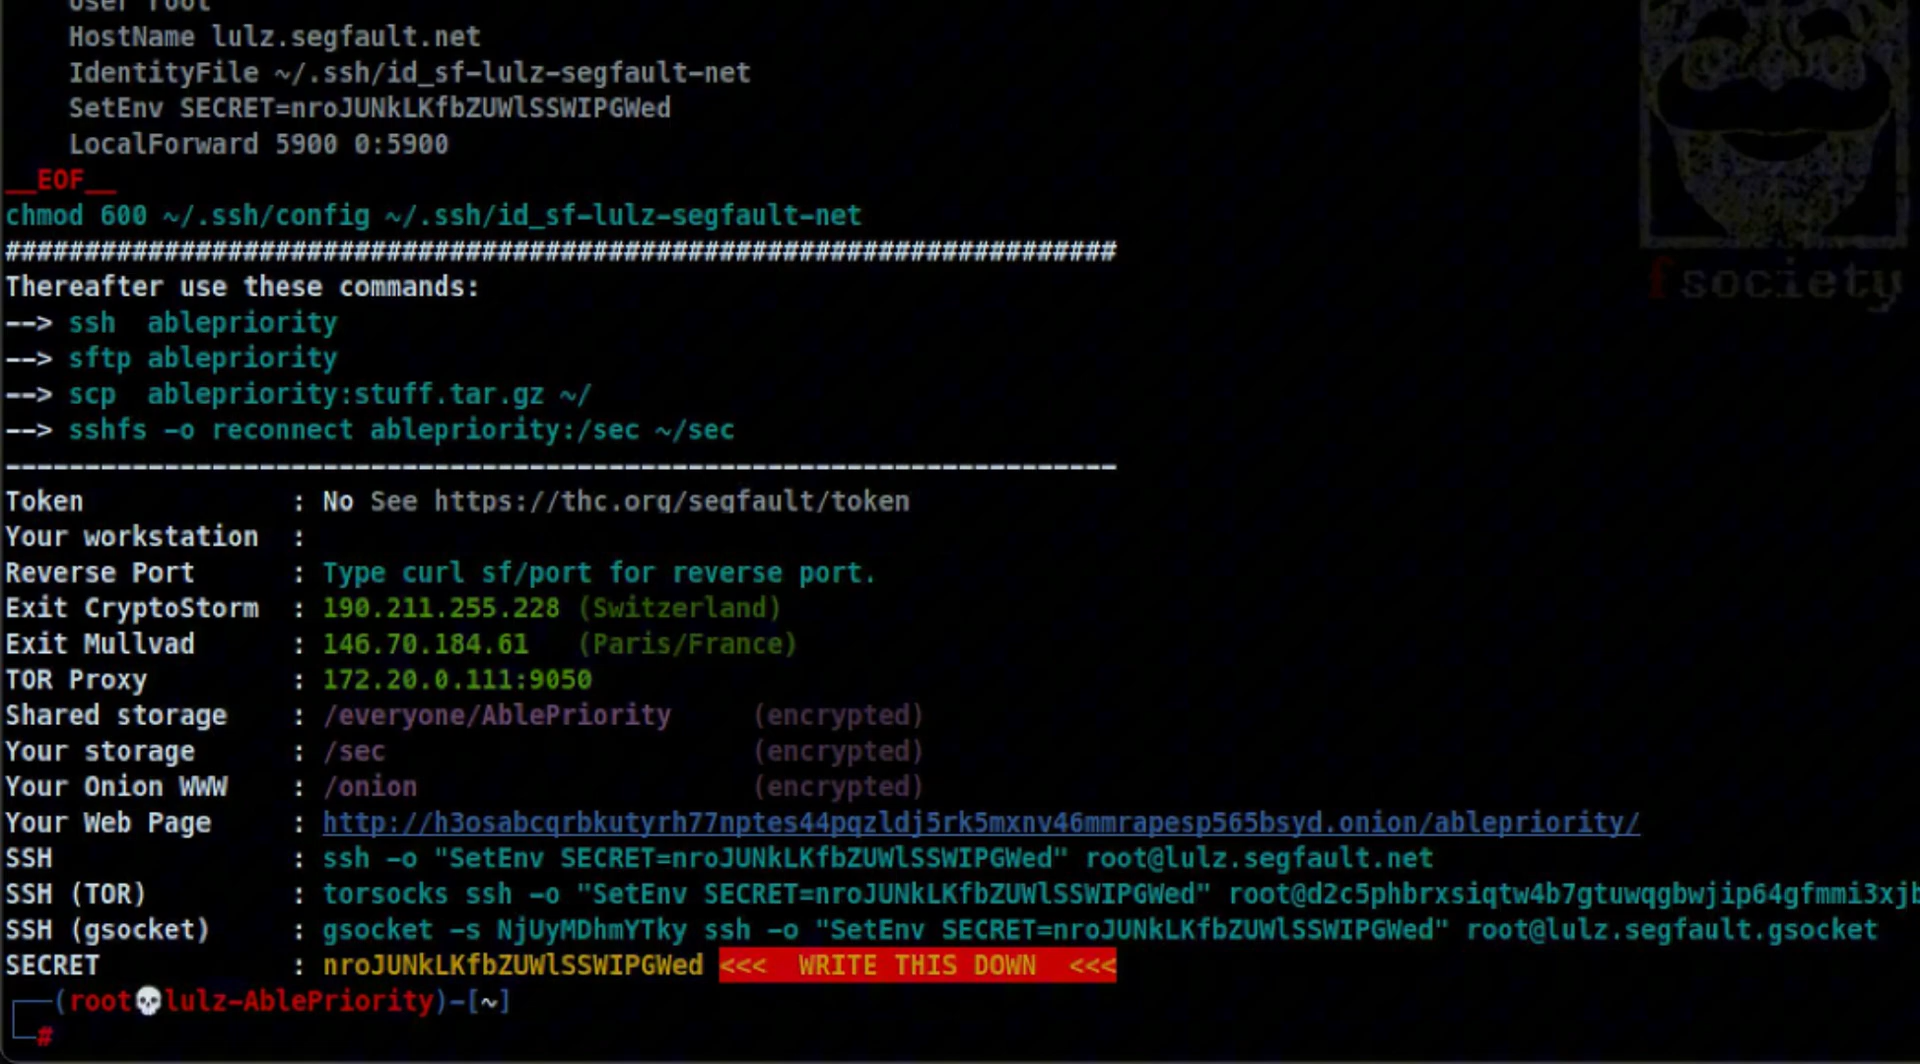 User root
HostName lulz.segfault.net
IdentityFile ~/.ssh/id_sf-lulz-segfault-net
SetEnv SECRET=nroJUNkLKfbZUWlSSWIPGWed
LocalForward 5900 0:5900
__EOF__
chmod 600 ~/.ssh/config ~/.ssh/id_sf-lulz-segfault-net
######################################################################
Thereafter use these commands:
--> ssh  ablepriority
--> sftp ablepriority
--> scp  ablepriority:stuff.tar.gz ~/
--> sshfs -o reconnect ablepriority:/sec ~/sec
----------------------------------------------------------------------
Token             : No See https://thc.org/segfault/token
Your workstation  :
Reverse Port      : Type curl sf/port for reverse port.
Exit CryptoStorm  : 190.211.255.228 (Switzerland)
Exit Mullvad      : 146.70.184.61   (Paris/France)
TOR Proxy         : 172.20.0.111:9050
Shared storage    : /everyone/AblePriority     (encrypted)
Your storage      : /sec                       (encrypted)
Your Onion WWW    : /onion                     (encrypted)
Your Web Page     : http://h3osabcqrbkutyrh77nptes44pqzldj5rk5mxnv46mmrapesp565bsyd.onion/ablepriority/
SSH               : ssh -o "SetEnv SECRET=nroJUNkLKfbZUWlSSWIPGWed" root@lulz.segfault.net
SSH (TOR)         : torsocks ssh -o "SetEnv SECRET=nroJUNkLKfbZUWlSSWIPGWed" root@d2c5phbrxsiqtw4b7gtuwqgbwjip64gfmmi3xjb
SSH (gsocket)     : gsocket -s NjUyMDhmYTky ssh -o "SetEnv SECRET=nroJUNkLKfbZUWlSSWIPGWed" root@lulz.segfault.gsocket
SECRET            : nroJUNkLKfbZUWlSSWIPGWed <<<  WRITE THIS DOWN  <<<
┌──(root💀lulz-AblePriority)-[~]
└─#
fsociety